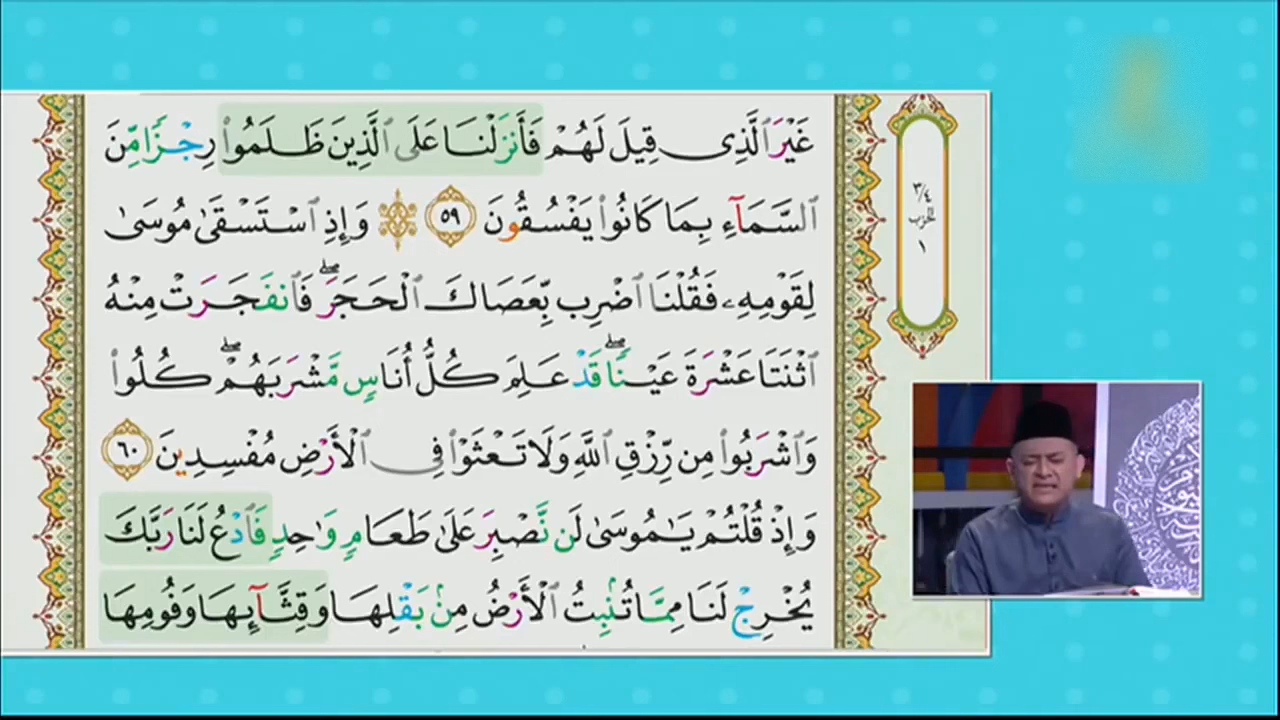 غَيْرَ ٱلَّذِى قِيلَ لَهُمْ فَأَنزَلْنَا عَلَى ٱلَّذِينَ ظَلَمُوا۟ رِجْزًا مِّنَ
ٱلسَّمَآءِ بِمَا كَانُوا۟ يَفْسُقُونَ ٥٩ وَإِذِ ٱسْتَسْقَىٰ مُوسَىٰ
لِقَوْمِهِۦ فَقُلْنَا ٱضْرِب بِّعَصَاكَ ٱلْحَجَرَ ۖ فَٱنفَجَرَتْ مِنْهُ
ٱثْنَتَا عَشْرَةَ عَيْنًا ۖ قَدْ عَلِمَ كُلُّ أُنَاسٍ مَّشْرَبَهُمْ ۖ كُلُوا۟
وَٱشْرَبُوا۟ مِن رِّزْقِ ٱللَّهِ وَلَا تَعْثَوْا۟ فِى ٱلْأَرْضِ مُفْسِدِينَ ٦٠
وَإِذْ قُلْتُمْ يَـٰمُوسَىٰ لَن نَّصْبِرَ عَلَىٰ طَعَامٍ وَٰحِدٍ فَٱدْعُ لَنَا رَبَّكَ
يُخْرِجْ لَنَا مِمَّا تُنۢبِتُ ٱلْأَرْضُ مِنۢ بَقْلِهَا وَقِثَّآئِهَا وَفُومِهَا
٣/٤
الحزب
١